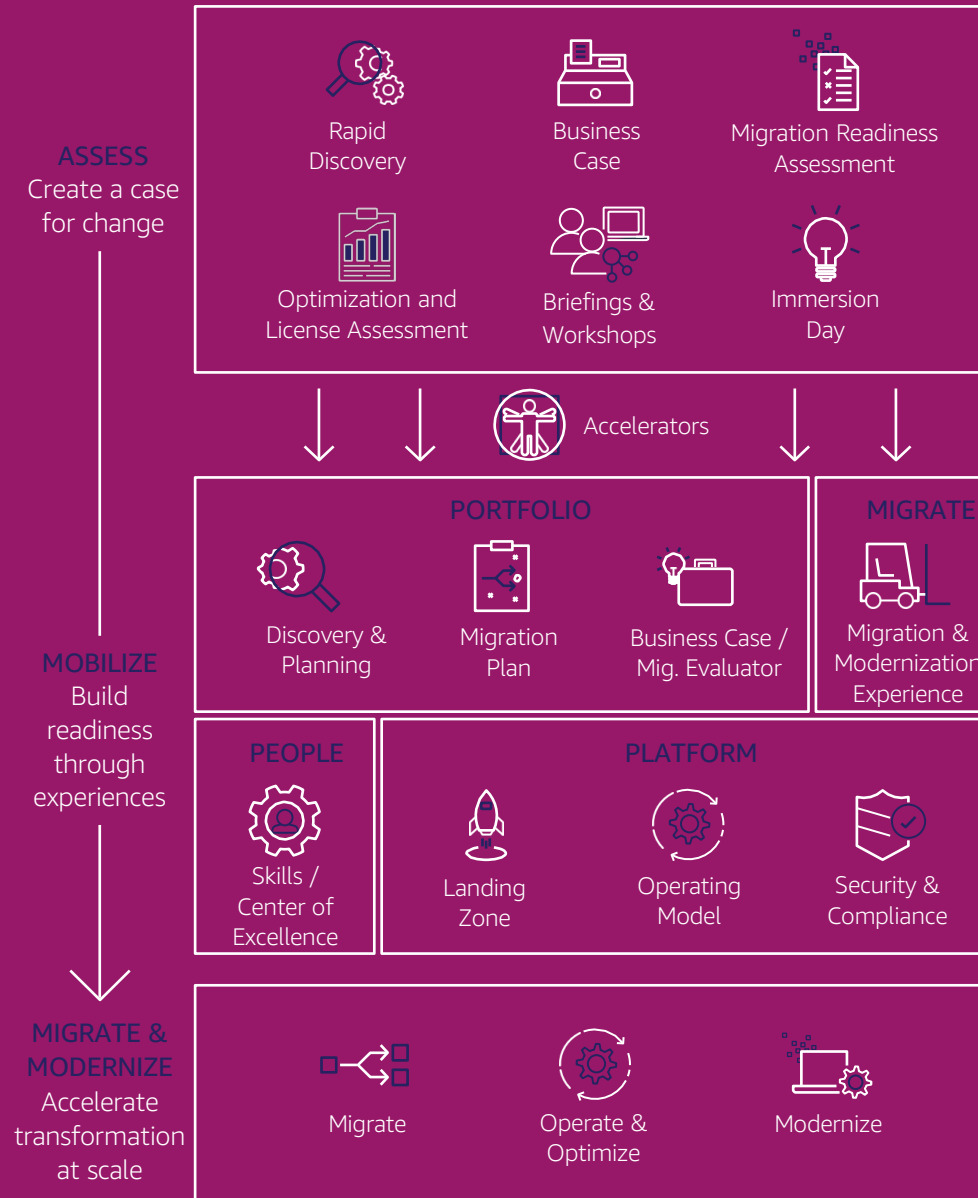 ASSESS
Create a case
for change
Rapid
Discovery
Business
Case
Migration Readiness
Assessment
Optimization and
License Assessment
Briefings &
Workshops
Immersion
Day
Accelerators
MOBILIZE
Build
readiness
through
experiences
PORTFOLIO
Discovery &
Planning
Migration
Plan
Business Case /
Mig. Evaluator
MIGRATE
Migration &
Modernization
Experience
PEOPLE
Skills /
Center of
Excellence
PLATFORM
Landing
Zone
Operating
Model
Security &
Compliance
MIGRATE &
MODERNIZE
Accelerate
transformation
at scale
Migrate
Operate &
Optimize
Modernize